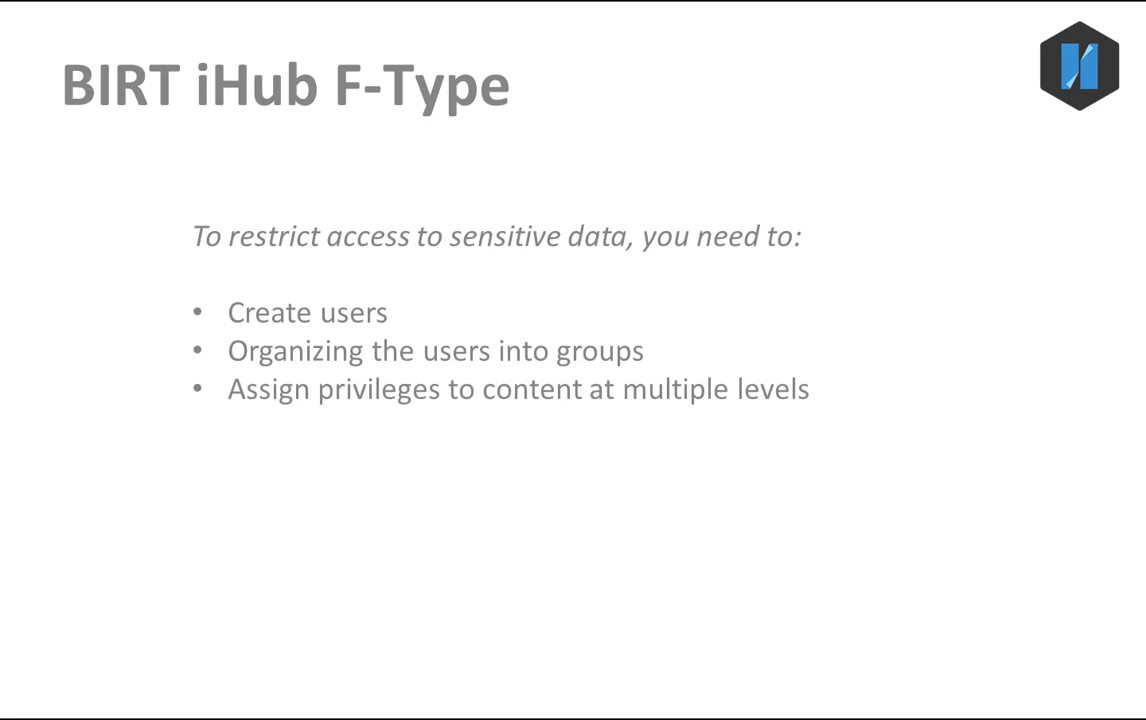 BIRT iHub F-Type
To restrict access to sensitive data, you need to:
• Create users
• Organizing the users into groups
• Assign privileges to content at multiple levels